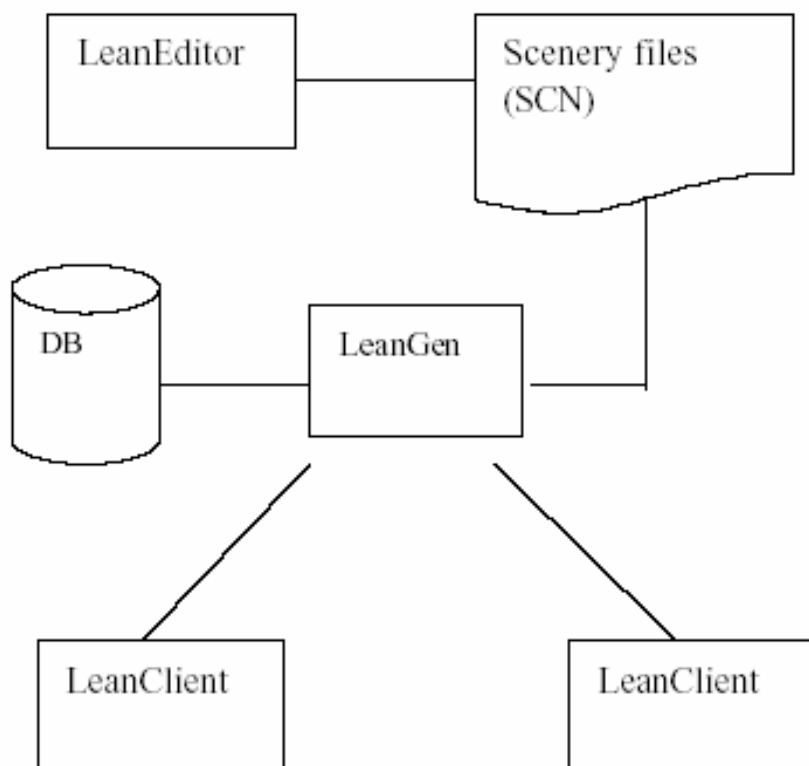 LeanEditor
Scenery files
(SCN)
DB
LeanGen
LeanClient
LeanClient